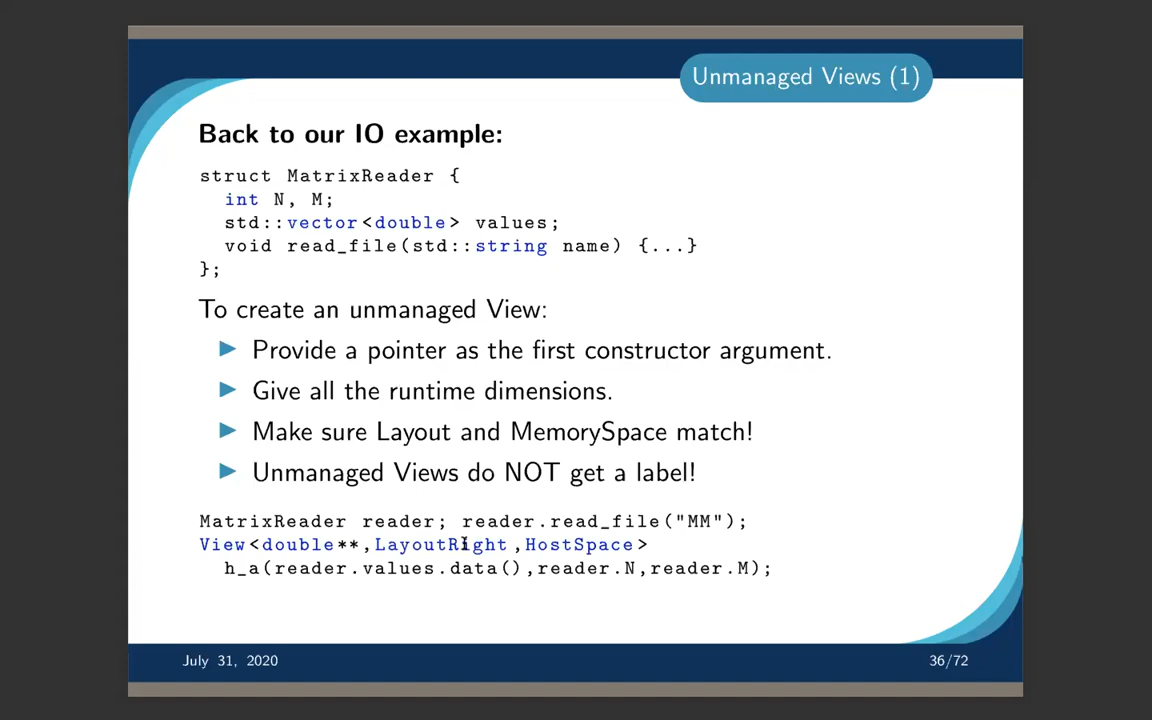 Unmanaged Views (1)
Back to our IO example:
struct MatrixReader {
int N, M;
std::vector<double> values;
void read_file(std::string name) {...}
};
To create an unmanaged View:
▶ Provide a pointer as the first constructor argument.
▶ Give all the runtime dimensions.
▶ Make sure Layout and MemorySpace match!
▶ Unmanaged Views do NOT get a label!
MatrixReader reader; reader.read_file("MM");
View<double**,LayoutRight,HostSpace>
h_a(reader.values.data(),reader.N,reader.M);
July 31, 2020
36/72